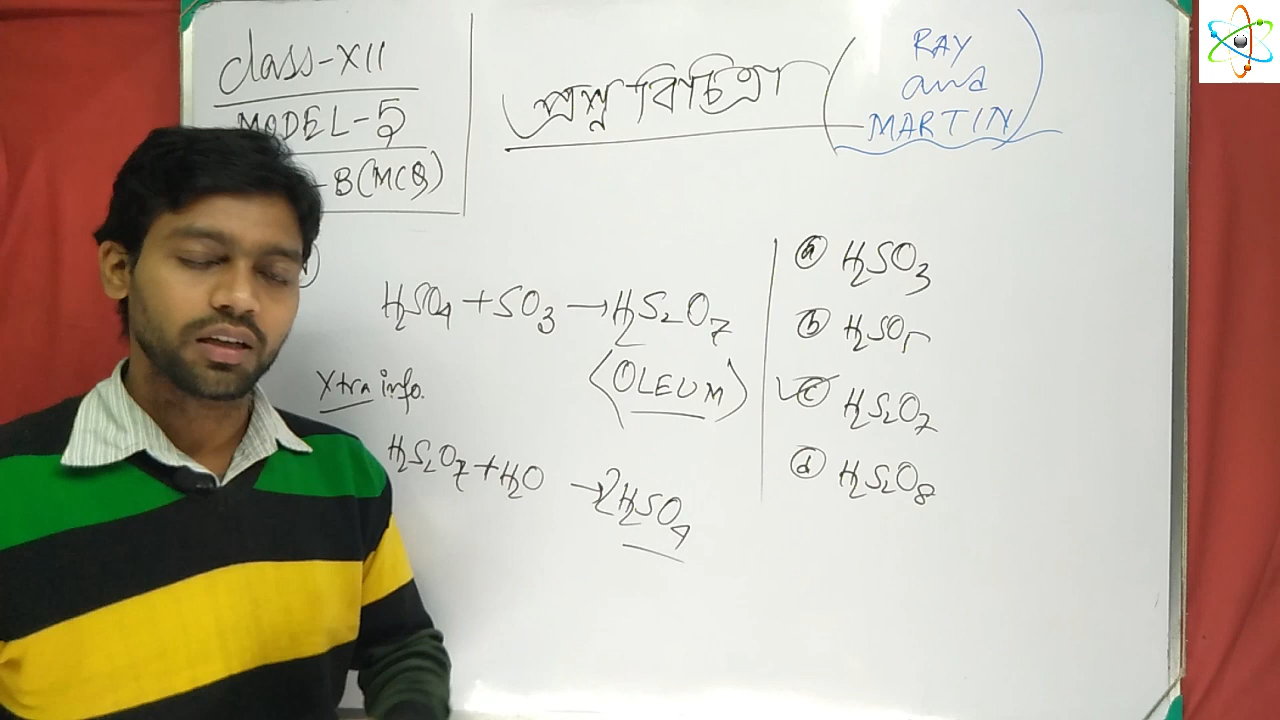 Class-XII
MODEL-5
-B(MCQ)
প্রশ্ন বিচিত্রা
(RAY
and
MARTIN)
H₂SO₄ + SO₃ → H₂S₂O₇
(OLEUM)
Xtra info.
H₂S₂O₇ + H₂O → 2H₂SO₄
ⓐ H₂SO₃
ⓑ H₂SO₅
ⓒ H₂S₂O₇
ⓓ H₂S₂O₈